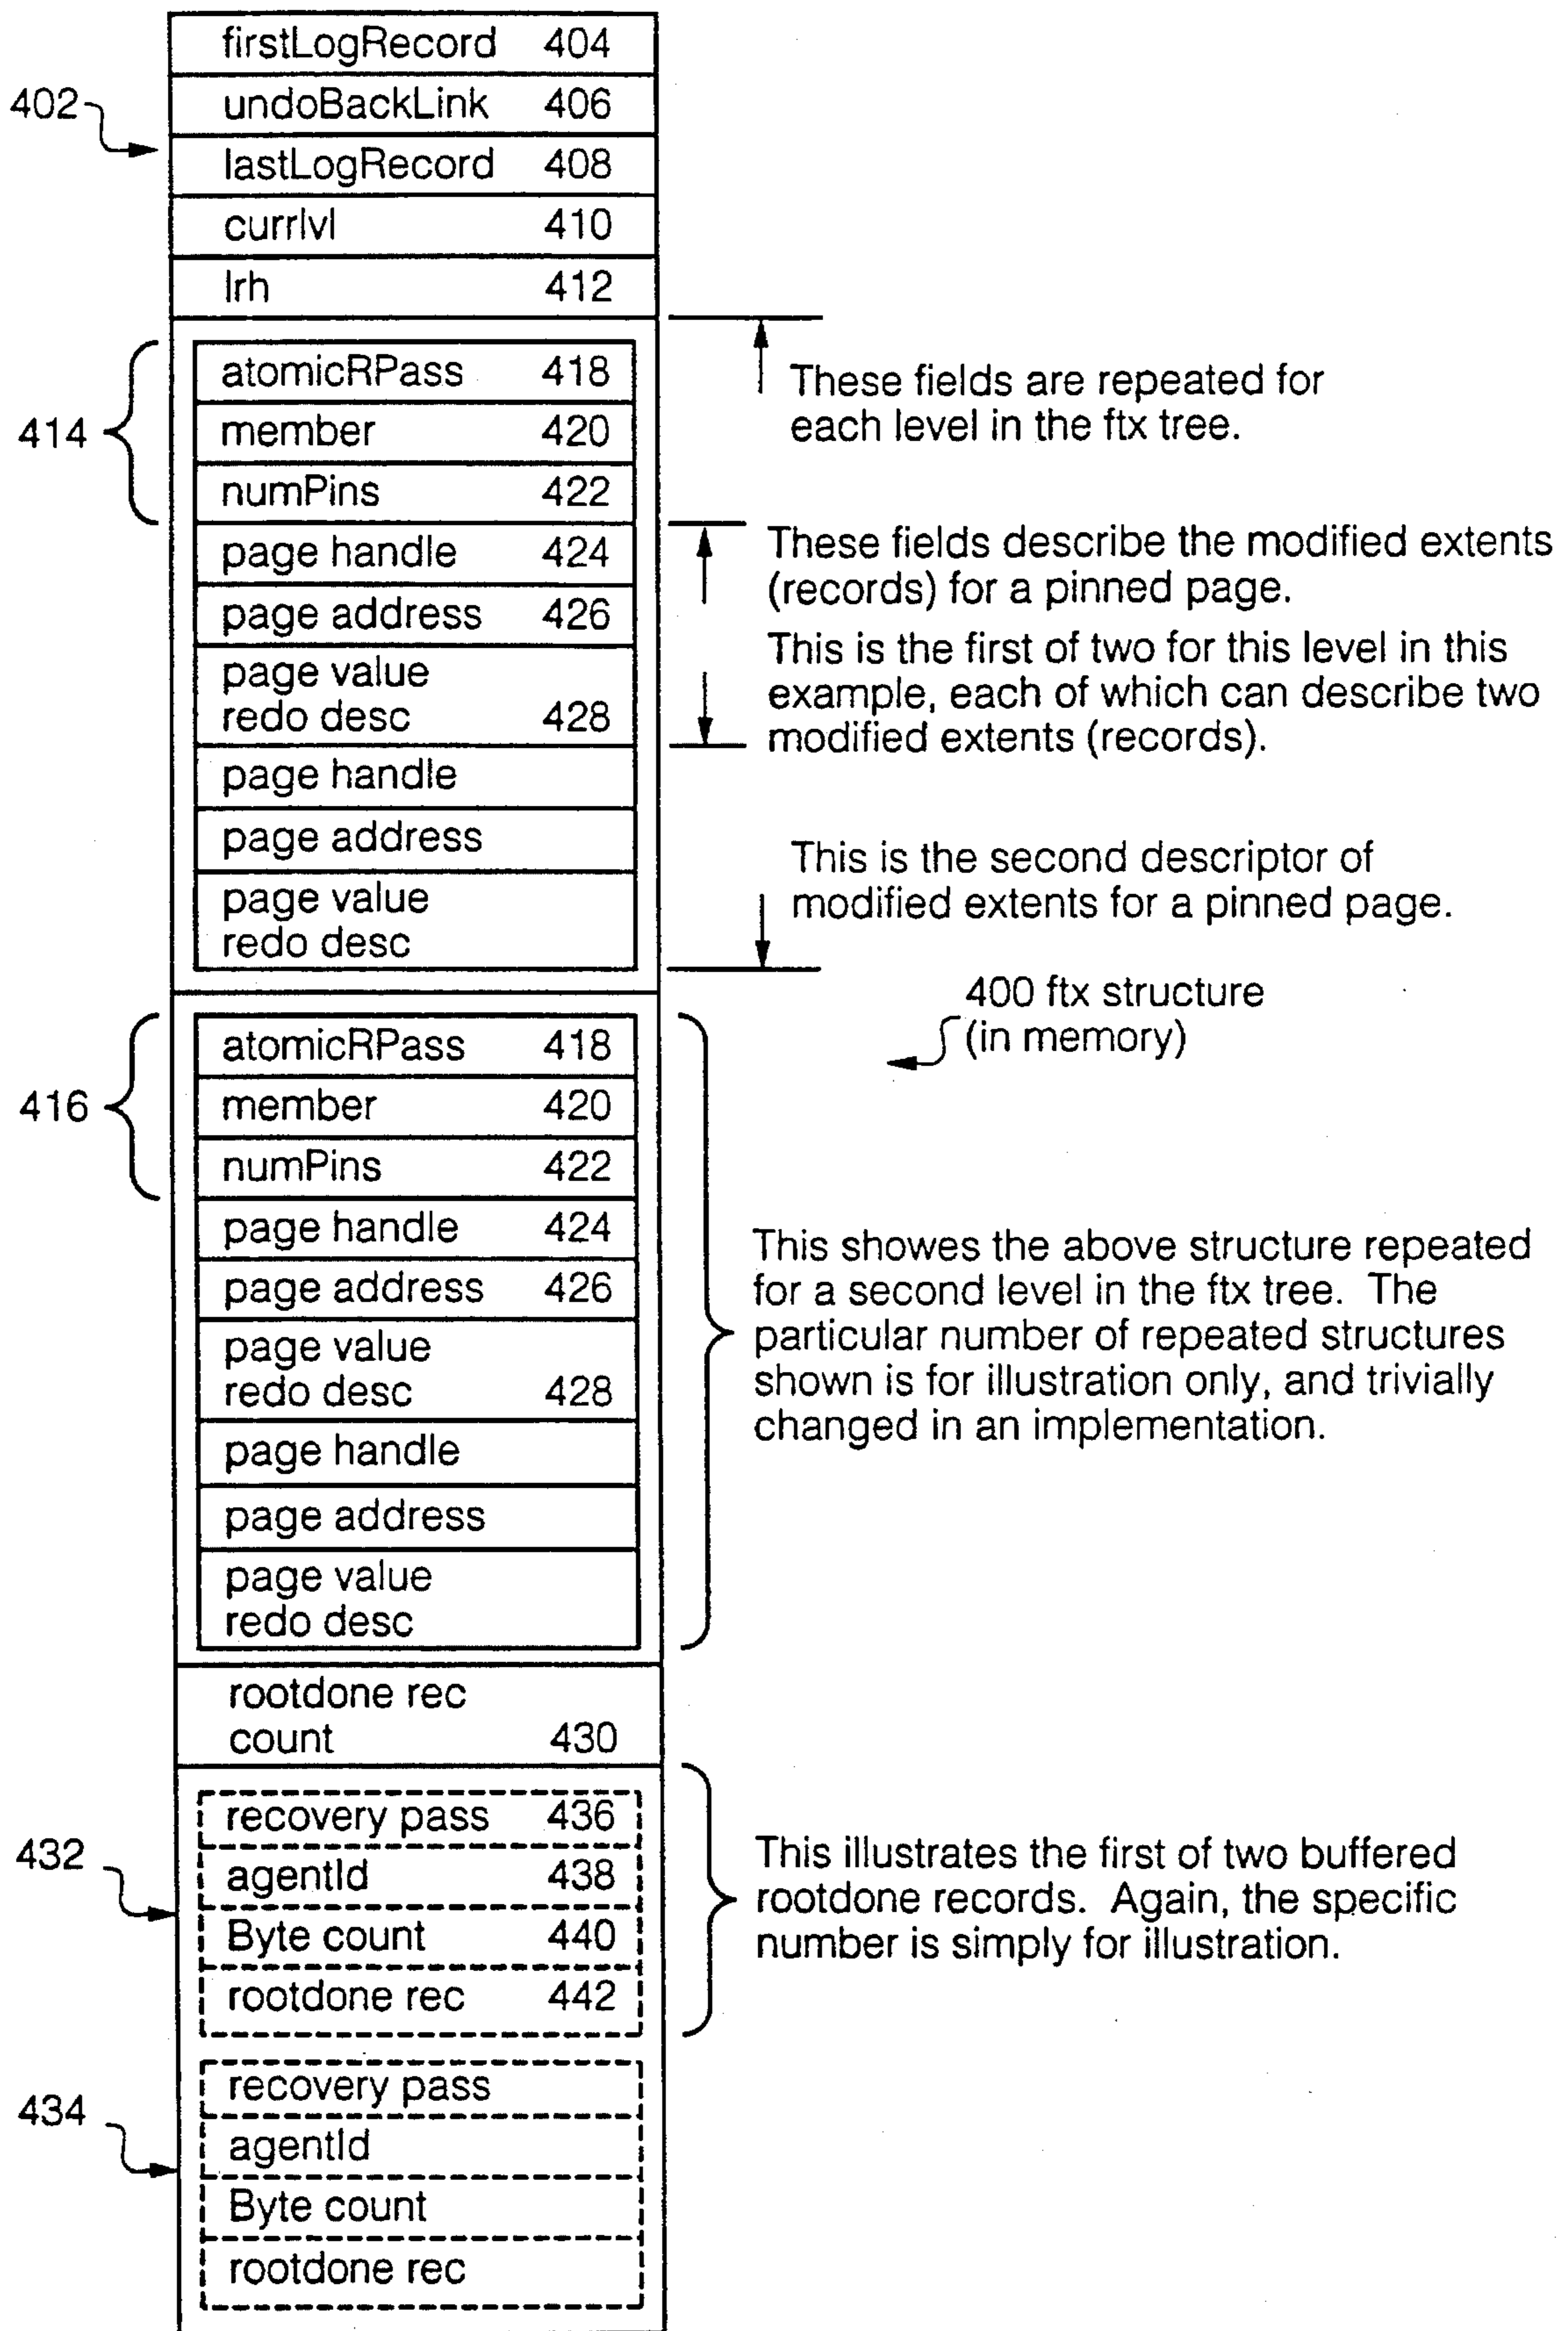 firstLogRecord 404
402
undoBackLink 406
lastLogRecord 408
currlvl 410
lrh 412
414
atomicRPass 418
member 420
numPins 422
These fields are repeated for
each level in the ftx tree.
page handle 424
page address 426
page value
redo desc 428
These fields describe the modified extents
(records) for a pinned page.
This is the first of two for this level in this
example, each of which can describe two
modified extents (records).
page handle
page address
page value
redo desc
This is the second descriptor of
modified extents for a pinned page.
400 ftx structure
(in memory)
416
atomicRPass 418
member 420
numPins 422
page handle 424
page address 426
page value
redo desc 428
page handle
page address
page value
redo desc
This showes the above structure repeated
for a second level in the ftx tree. The
particular number of repeated structures
shown is for illustration only, and trivially
changed in an implementation.
rootdone rec
count 430
432
recovery pass 436
agentId 438
Byte count 440
rootdone rec 442
This illustrates the first of two buffered
rootdone records. Again, the specific
number is simply for illustration.
434
recovery pass
agentId
Byte count
rootdone rec